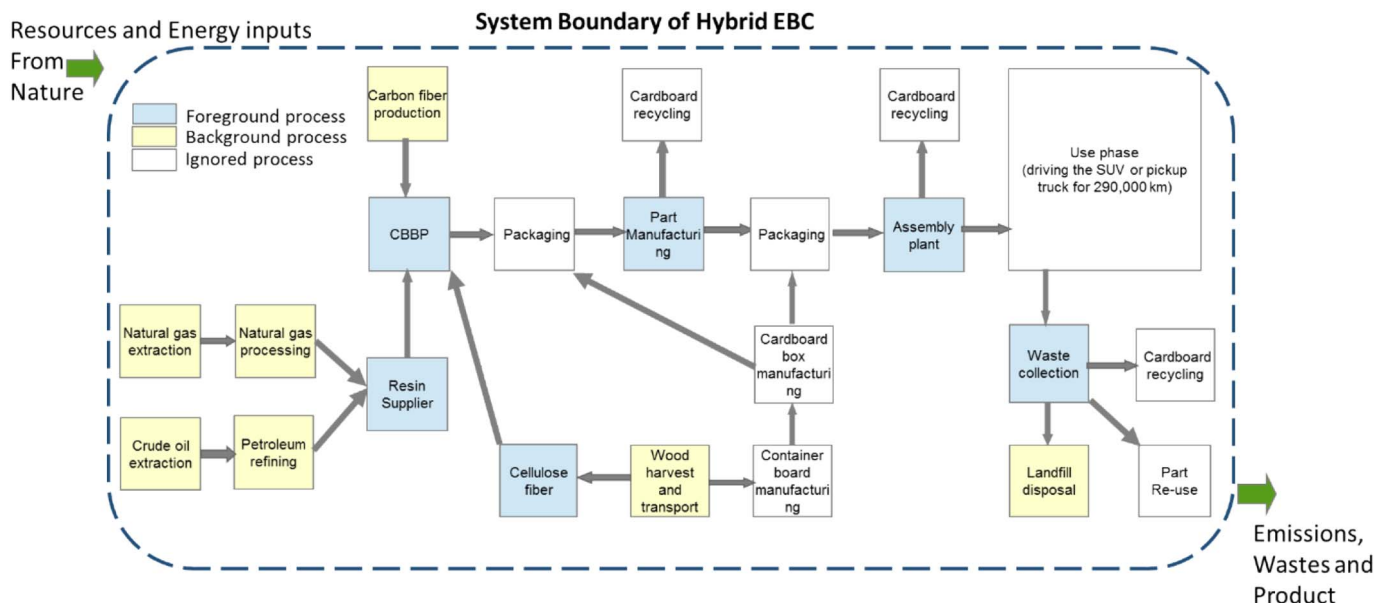 System Boundary of Hybrid EBC
Resources and Energy inputs
From
Nature
Foreground process
Background process
Ignored process
Carbon fiber
production
Cardboard
recycling
Cardboard
recycling
Use phase
(driving the SUV or pickup
truck for 290,000 km)
CBBP
Packaging
Part
Manufacturi
ng
Packaging
Assembly
plant
Natural gas
extraction
Natural gas
processing
Resin
Supplier
Cardboard
box
manufacturi
ng
Waste
collection
Cardboard
recycling
Crude oil
extraction
Petroleum
refining
Cellulose
fiber
Wood
harvest
and
transport
Container
board
manufacturi
ng
Landfill
disposal
Part
Re-use
Emissions,
Wastes and
Product